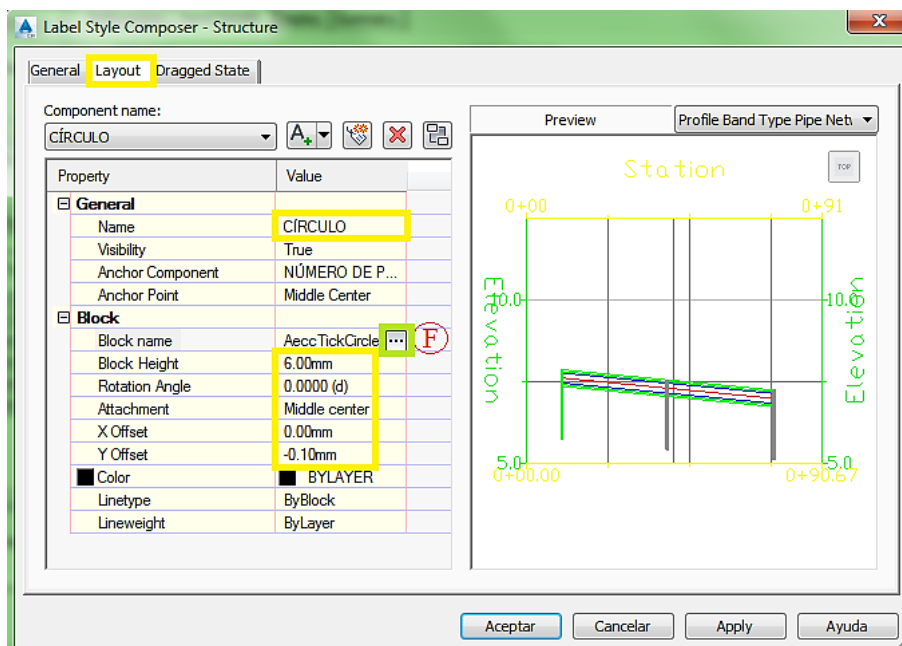 Label Style Composer - Structure
General Layout Dragged State
Component name:
CÍRCULO
Property Value
General
Name CÍRCULO
Visibility True
Anchor Component NÚMERO DE P...
Anchor Point Middle Center
Block
Block name AeccTickCircle ... F
Block Height 6.00mm
Rotation Angle 0.0000 (d)
Attachment Middle center
X Offset 0.00mm
Y Offset -0.10mm
Color BYLAYER
Linetype ByBlock
Lineweight ByLayer
Preview Profile Band Type Pipe Netw
Station
TOP
0+00 0+91
Elevation
10.0 10.0
Elevation
5.0 5.0
0+00.00 0+90.67
Aceptar Cancelar Apply Ayuda